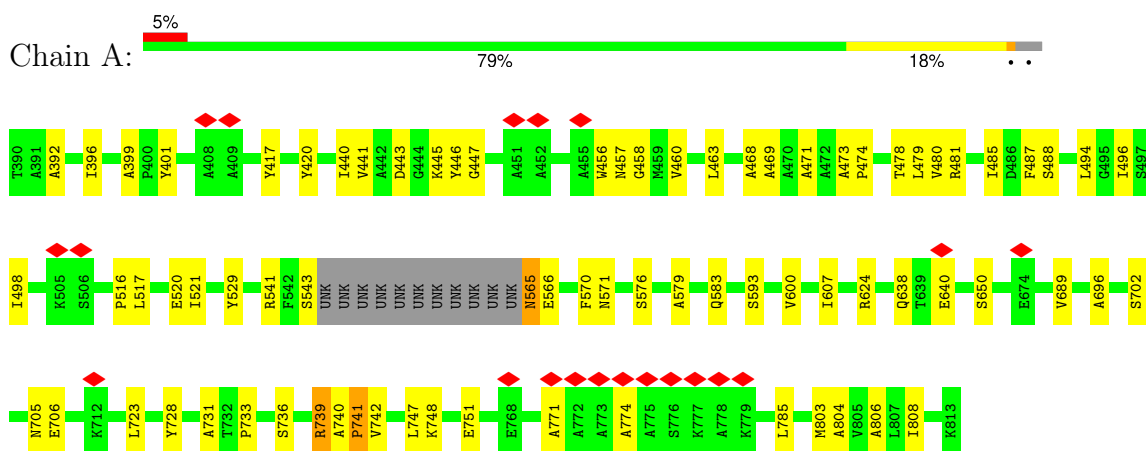 5%
Chain A:
79% 18% • •
T390 A391 A392 I396 A399 P400 Y401 A408 A409 Y417 Y420 I440 V441 A442 D443 G444 K445 Y446 G447 A451 A452 A455 W456 N457 G458 M459 V460 L463 A468 A469 A470 A471 A472 A473 P474 T478 L479 V480 R481 I485 D486 F487 S488 L494 G495 I496 S497
I498 K505 S506 P516 L517 E520 I521 Y529 R541 F542 S543 UNK UNK UNK UNK UNK UNK UNK UNK UNK UNK UNK N565 E566 F570 N571 S576 A579 Q583 S593 V600 I607 R624 Q638 T639 E640 S650 E674 V689 A696 S702
N705 E706 K712 L723 Y728 A731 T732 P733 S736 R739 A740 P741 V742 L747 K748 E751 E768 A771 A772 A773 A774 A775 S776 K777 A778 K779 L785 M803 A804 V805 A806 L807 I808 K813